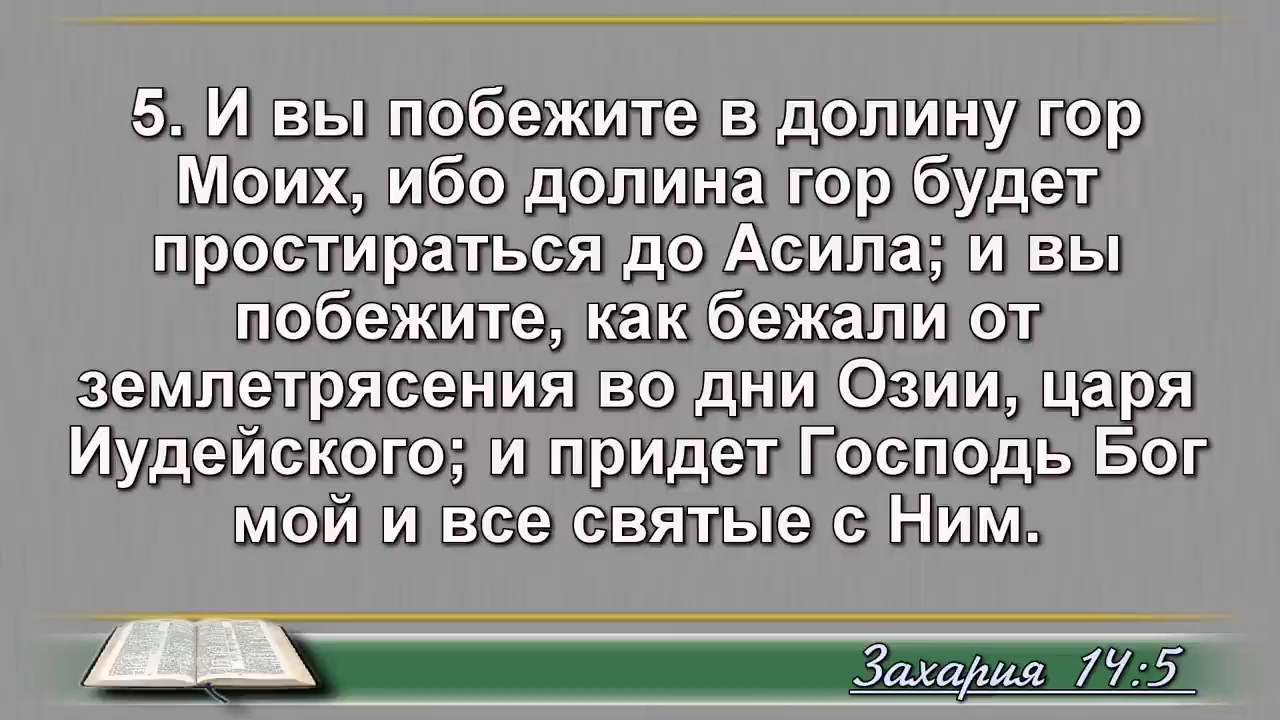 5. И вы побежите в долину гор
Моих, ибо долина гор будет
простираться до Асила; и вы
побежите, как бежали от
землетрясения во дни Озии, царя
Иудейского; и придет Господь Бог
мой и все святые с Ним.
Захария 14:5